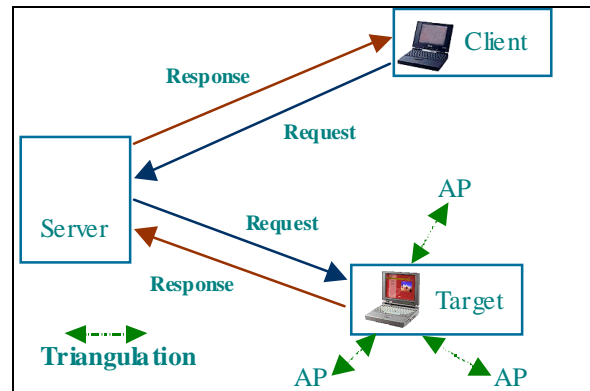 Client
Response
Request
AP
Server
Request
Response
Target
Triangulation
AP
AP